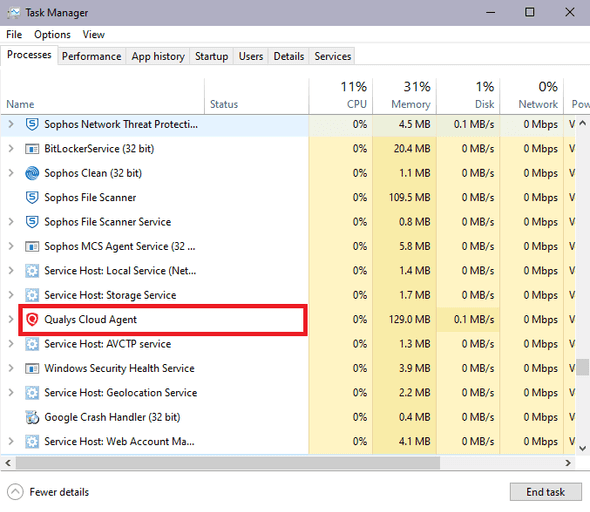 Task Manager
File Options View
Processes Performance App history Startup Users Details Services
11% 31% 1% 0%
Name Status CPU Memory Disk Network Pow
Sophos Network Threat Protecti... 0% 4.5 MB 0.1 MB/s 0 Mbps V
BitLockerService (32 bit) 0% 20.4 MB 0 MB/s 0 Mbps V
Sophos Clean (32 bit) 0% 1.1 MB 0 MB/s 0 Mbps V
Sophos File Scanner 0% 109.5 MB 0 MB/s 0 Mbps V
Sophos File Scanner Service 0% 0.8 MB 0 MB/s 0 Mbps V
Sophos MCS Agent Service (32 ... 0% 5.8 MB 0 MB/s 0 Mbps V
Service Host: Local Service (Net... 0% 1.4 MB 0 MB/s 0 Mbps V
Service Host: Storage Service 0% 1.7 MB 0 MB/s 0 Mbps V
Qualys Cloud Agent 0% 129.0 MB 0.1 MB/s 0 Mbps V
Service Host: AVCTP service 0% 1.3 MB 0 MB/s 0 Mbps V
Windows Security Health Service 0% 3.9 MB 0 MB/s 0 Mbps V
Service Host: Geolocation Service 0% 2.2 MB 0 MB/s 0 Mbps V
Google Crash Handler (32 bit) 0% 0.4 MB 0 MB/s 0 Mbps V
Service Host: Web Account Ma... 0% 4.1 MB 0 MB/s 0 Mbps V
Fewer details End task